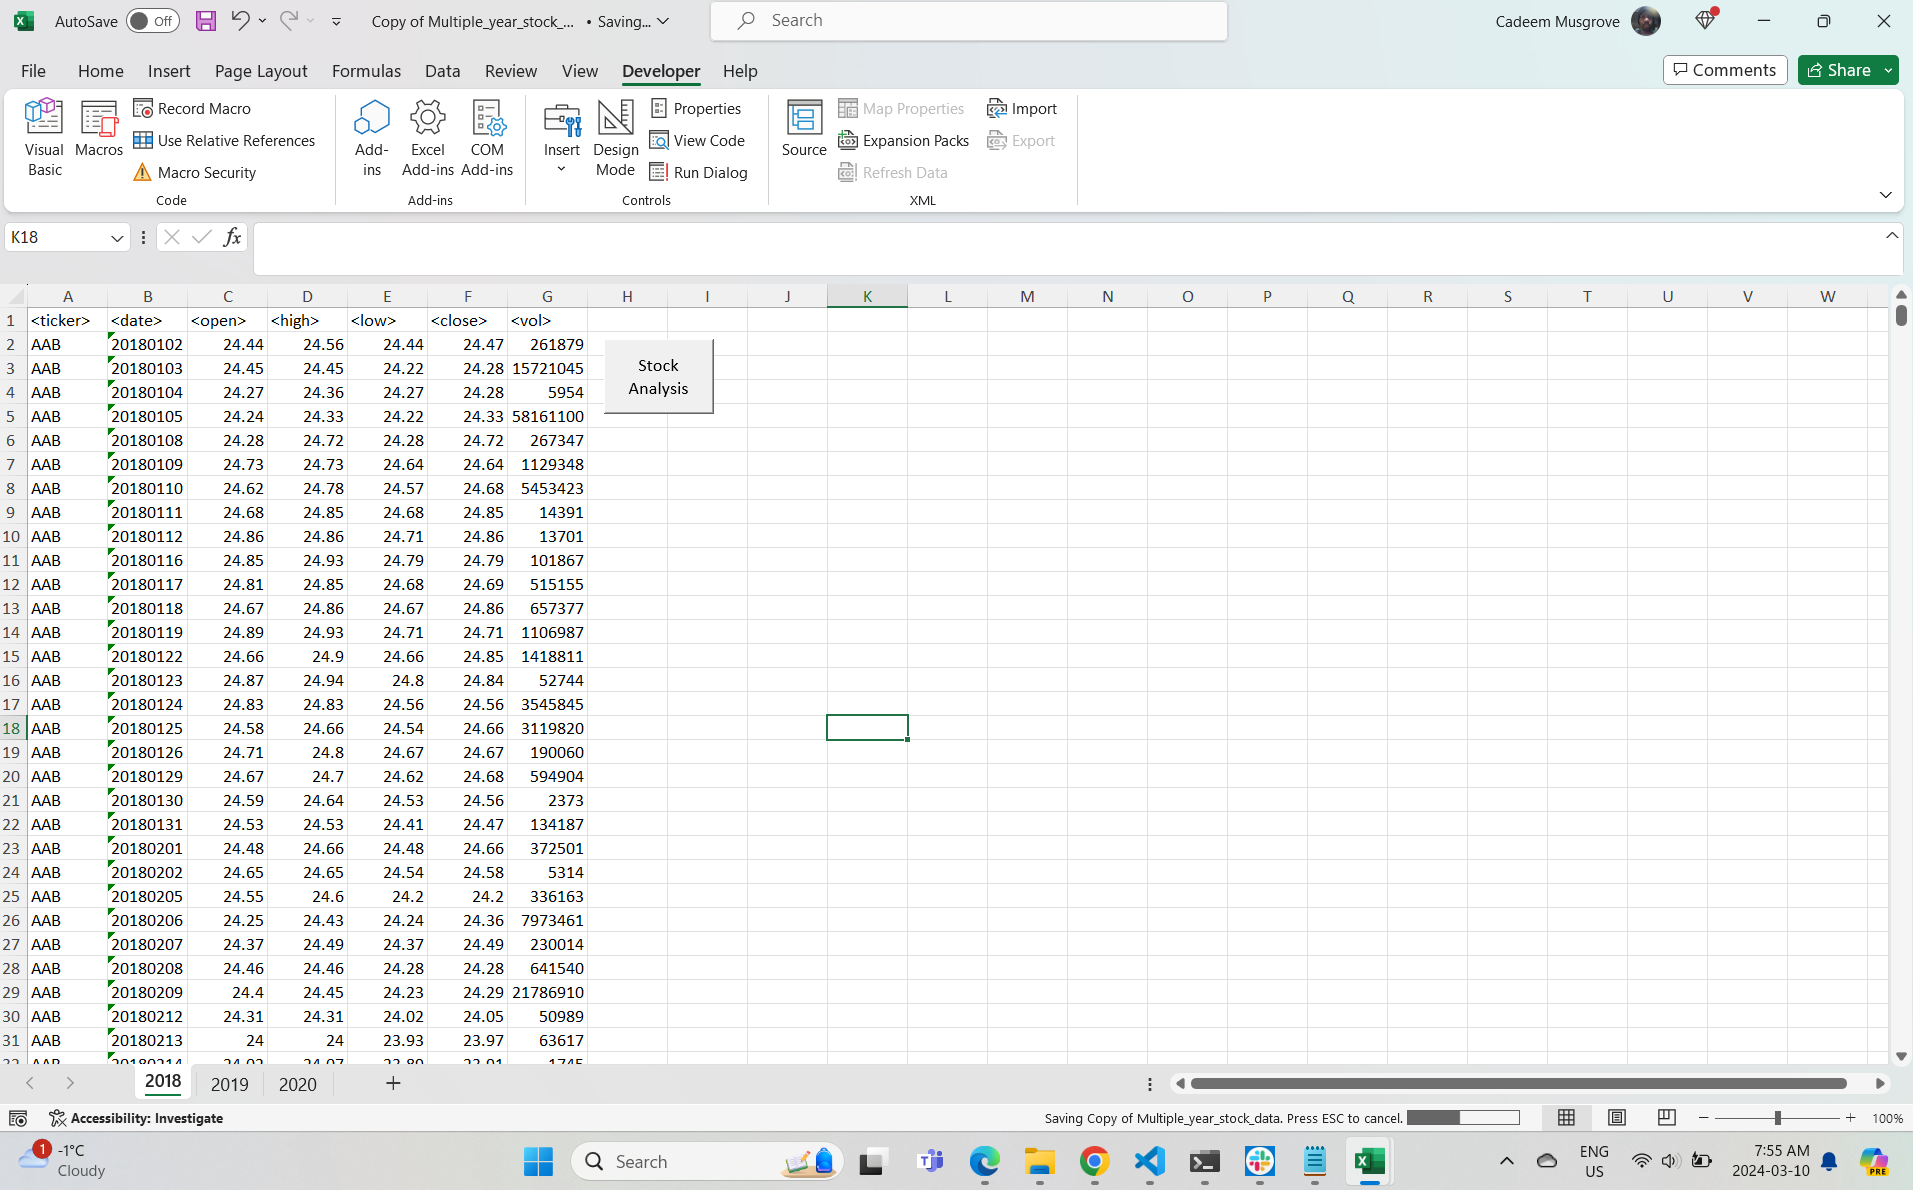 AutoSave Off Copy of Multiple_year_stock_... • Saving... Search Cadeem Musgrove
File Home Insert Page Layout Formulas Data Review View Developer Help Comments Share
Visual Basic
Macros
Record Macro
Use Relative References
Macro Security
Code
Add-ins
Excel Add-ins
COM Add-ins
Add-ins
Insert
Design Mode
Properties
View Code
Run Dialog
Controls
Source
Map Properties
Expansion Packs
Refresh Data
Import
Export
XML
K18 fx
A B C D E F G H I J K L M N O P Q R S T U V W
1 <ticker> <date> <open> <high> <low> <close> <vol>
2 AAB 20180102 24.44 24.56 24.44 24.47 261879
3 AAB 20180103 24.45 24.45 24.22 24.28 15721045
4 AAB 20180104 24.27 24.36 24.27 24.28 5954
5 AAB 20180105 24.24 24.33 24.22 24.33 58161100
6 AAB 20180108 24.28 24.72 24.28 24.72 267347
7 AAB 20180109 24.73 24.73 24.64 24.64 1129348
8 AAB 20180110 24.62 24.78 24.57 24.68 5453423
9 AAB 20180111 24.68 24.85 24.68 24.85 14391
10 AAB 20180112 24.86 24.86 24.71 24.86 13701
11 AAB 20180116 24.85 24.93 24.79 24.79 101867
12 AAB 20180117 24.81 24.85 24.68 24.69 515155
13 AAB 20180118 24.67 24.86 24.67 24.86 657377
14 AAB 20180119 24.89 24.93 24.71 24.71 1106987
15 AAB 20180122 24.66 24.9 24.66 24.85 1418811
16 AAB 20180123 24.87 24.94 24.8 24.84 52744
17 AAB 20180124 24.83 24.83 24.56 24.56 3545845
18 AAB 20180125 24.58 24.66 24.54 24.66 3119820
19 AAB 20180126 24.71 24.8 24.67 24.67 190060
20 AAB 20180129 24.67 24.7 24.62 24.68 594904
21 AAB 20180130 24.59 24.64 24.53 24.56 2373
22 AAB 20180131 24.53 24.53 24.41 24.47 134187
23 AAB 20180201 24.48 24.66 24.48 24.66 372501
24 AAB 20180202 24.65 24.65 24.54 24.58 5314
25 AAB 20180205 24.55 24.6 24.2 24.2 336163
26 AAB 20180206 24.25 24.43 24.24 24.36 7973461
27 AAB 20180207 24.37 24.49 24.37 24.49 230014
28 AAB 20180208 24.46 24.46 24.28 24.28 641540
29 AAB 20180209 24.4 24.45 24.23 24.29 21786910
30 AAB 20180212 24.31 24.31 24.02 24.05 50989
31 AAB 20180213 24 24 23.93 23.97 63617
Stock
Analysis
2018 2019 2020
Accessibility: Investigate Saving Copy of Multiple_year_stock_data. Press ESC to cancel. 100%
1 -1°C
Cloudy
Search
PRE
ENG
US
7:55 AM
2024-03-10